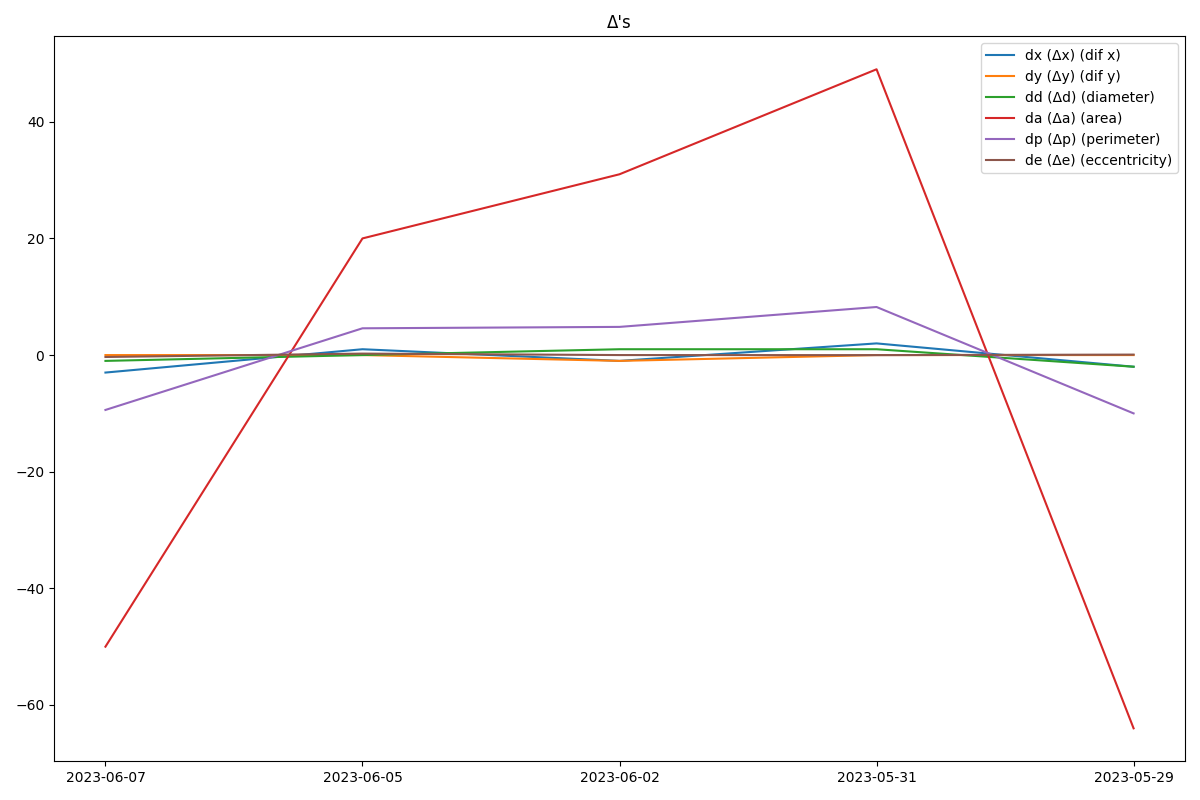 Δ's
dx (Δx) (dif x)
dy (Δy) (dif y)
dd (Δd) (diameter)
da (Δa) (area)
dp (Δp) (perimeter)
de (Δe) (eccentricity)
40
20
0
−20
−40
−60
2023-06-07 2023-06-05 2023-06-02 2023-05-31 2023-05-29